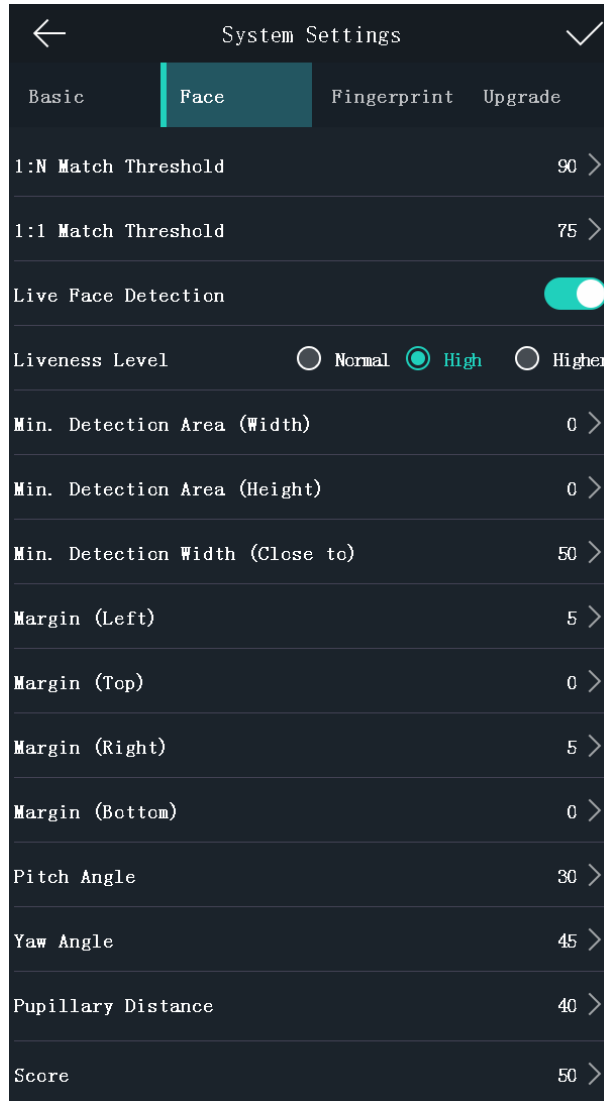 System Settings
Basic Face Fingerprint Upgrade
1:N Match Threshold 90
1:1 Match Threshold 75
Live Face Detection
Liveness Level Normal High Higher
Min. Detection Area (Width) 0
Min. Detection Area (Height) 0
Min. Detection Width (Close to) 50
Margin (Left) 5
Margin (Top) 0
Margin (Right) 5
Margin (Bottom) 0
Pitch Angle 30
Yaw Angle 45
Pupillary Distance 40
Score 50